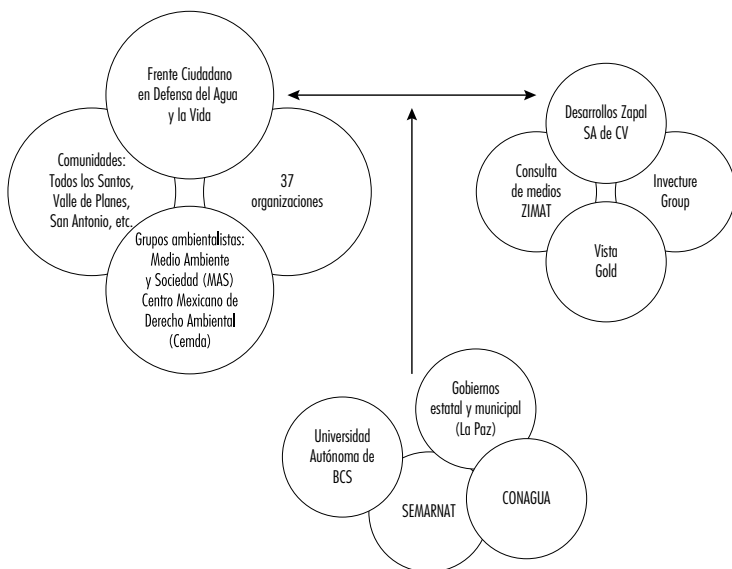 Frente Ciudadano
en Defensa del Agua
y la Vida
Comunidades:
Todos los Santos,
Valle de Planes,
San Antonio, etc.
37
organizaciones
Grupos ambientalistas:
Medio Ambiente
y Sociedad (MAS)
Centro Mexicano de
Derecho Ambiental
(Cemda)
Desarrollos Zapal
SA de CV
Consulta
de medios
ZIMAT
Invecture
Group
Vista
Gold
Gobiernos
estatal y municipal
(La Paz)
Universidad
Autónoma de
BCS
SEMARNAT
CONAGUA